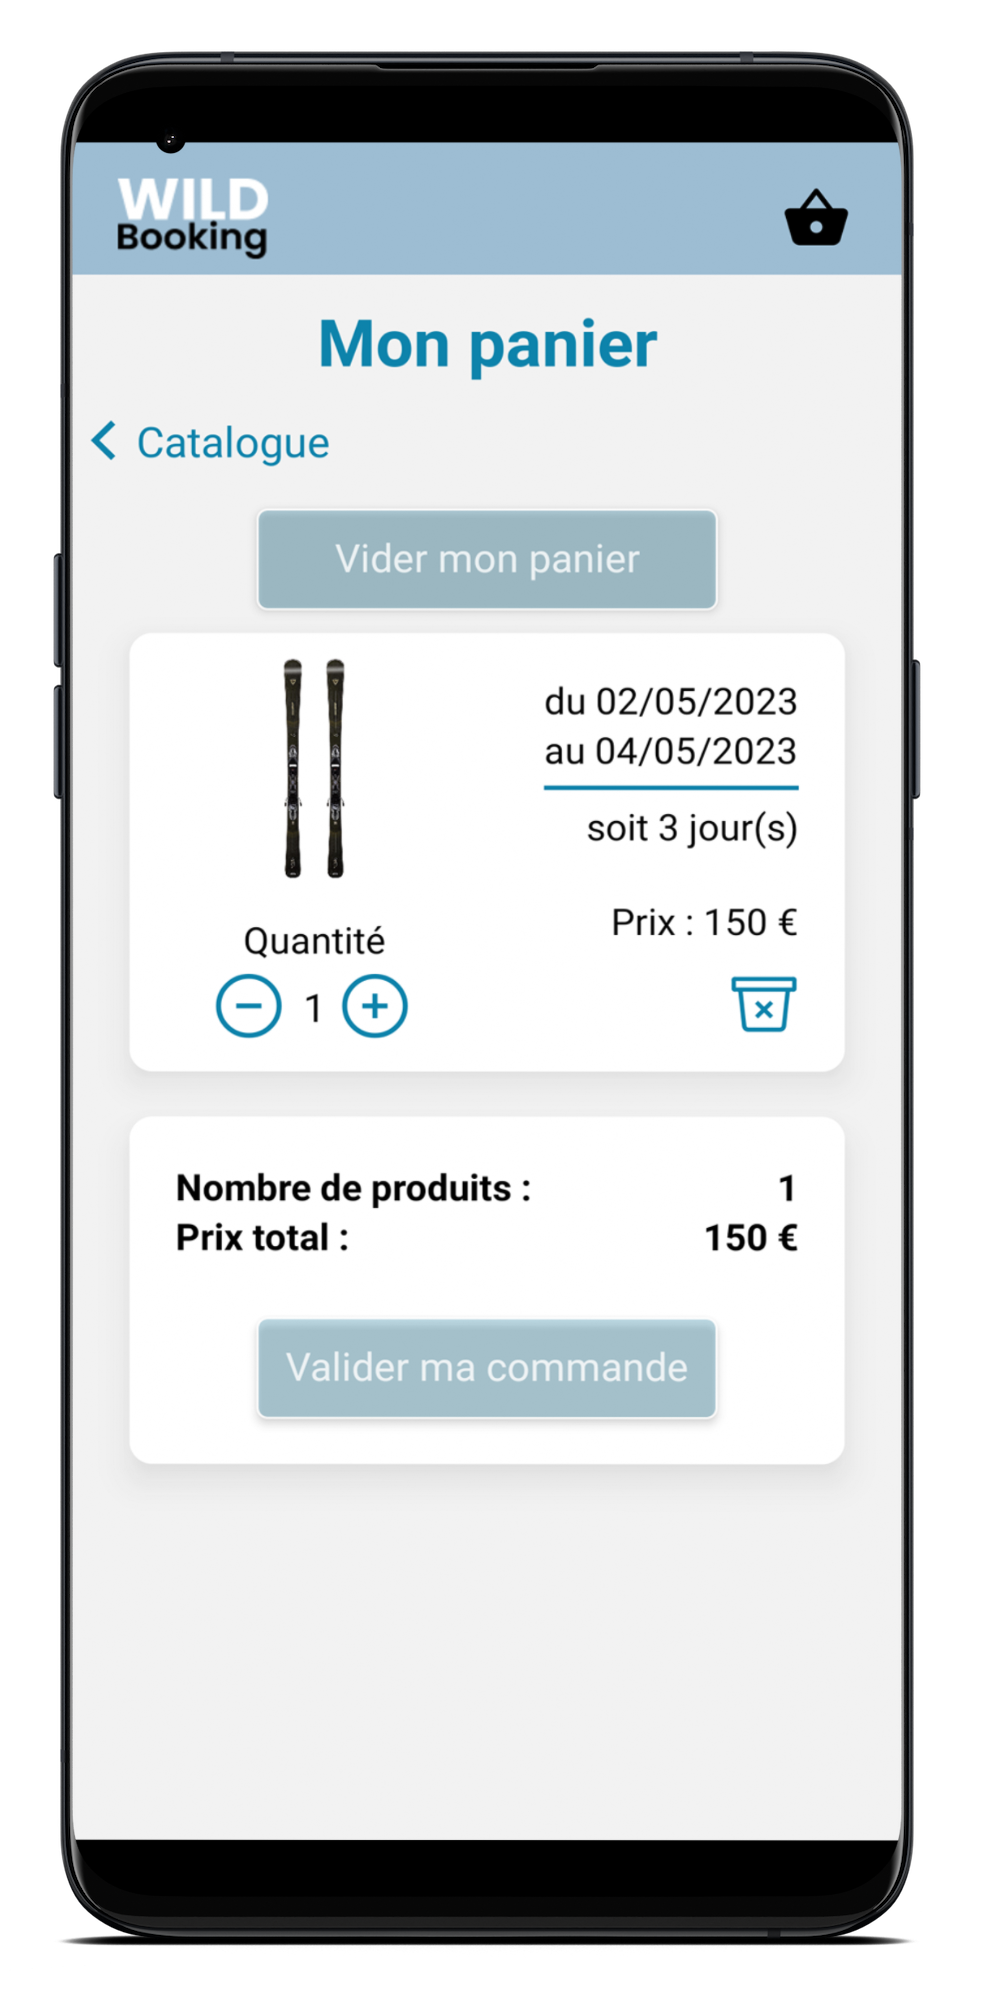 WILD
Booking
Mon panier
Catalogue
Vider mon panier
du 02/05/2023
au 04/05/2023
soit 3 jour(s)
Prix : 150 €
Quantité
1
Nombre de produits : 1
Prix total : 150 €
Valider ma commande